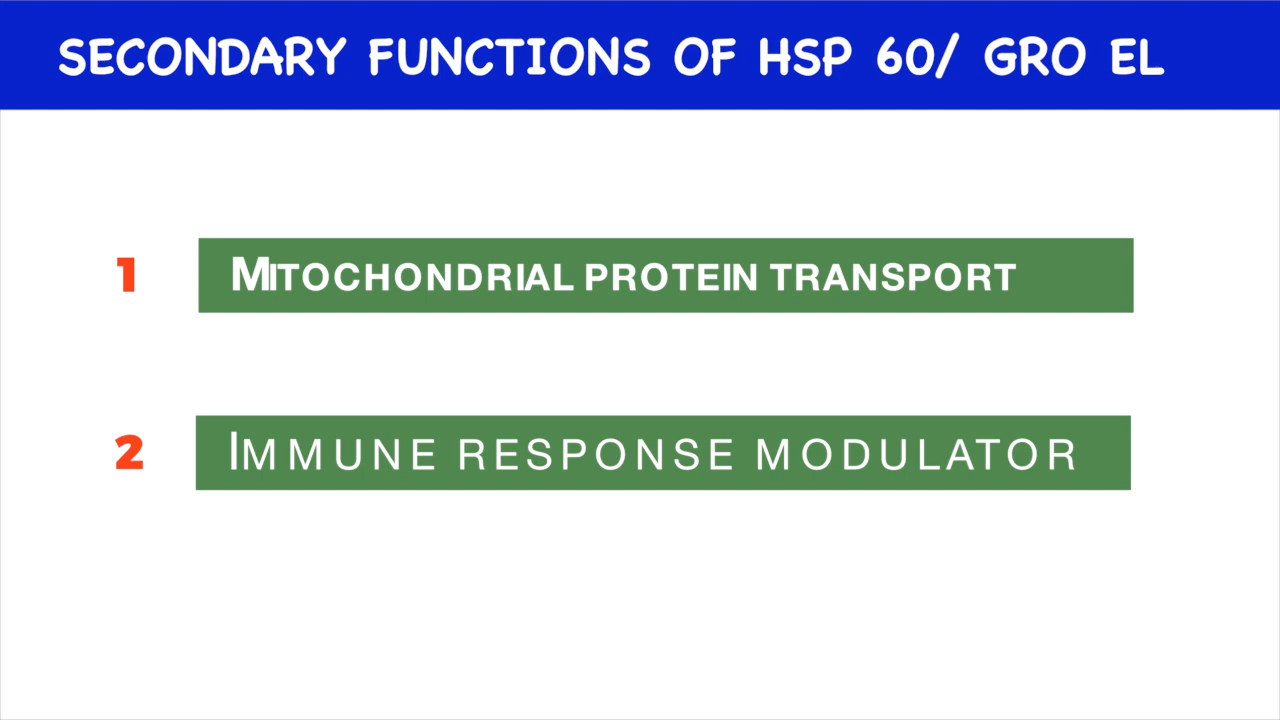 SECONDARY FUNCTIONS OF HSP 60/ GRO EL
1 MITOCHONDRIAL PROTEIN TRANSPORT
2 IMMUNE RESPONSE MODULATOR